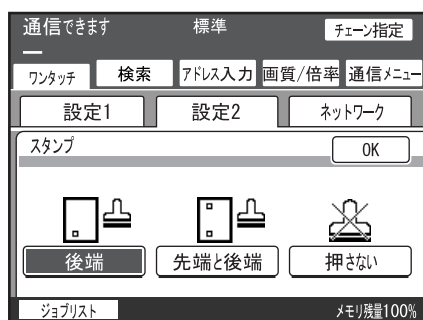 通信できます 標準 チェーン指定
ワンタッチ 検索 アドレス入力 画質/倍率 通信メニュー
設定1 設定2 ネットワーク
スタンプ OK
後端 先端と後端 押さない
ジョブリスト メモリ残量100%